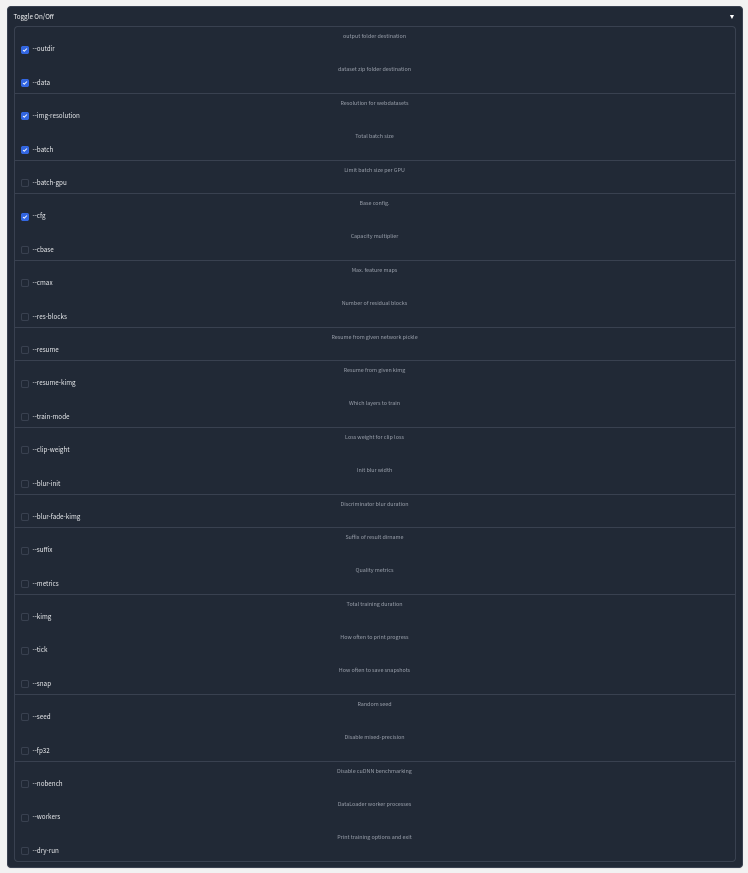 Toggle On/Off ▼
output folder destination
--outdir
dataset zip folder destination
--data
Resolution for webdatasets
--img-resolution
Total batch size
--batch
Limit batch size per GPU
--batch-gpu
Base config.
--cfg
Capacity multiplier
--cbase
Max. feature maps
--cmax
Number of residual blocks
--res-blocks
Resume from given network pickle
--resume
Resume from given kimg
--resume-kimg
Which layers to train
--train-mode
Loss weight for clip loss
--clip-weight
Init blur width
--blur-init
Discriminator blur duration
--blur-fade-kimg
Suffix of result dirname
--suffix
Quality metrics
--metrics
Total training duration
--kimg
How often to print progress
--tick
How often to save snapshots
--snap
Random seed
--seed
Disable mixed-precision
--fp32
Disable cuDNN benchmarking
--nobench
DataLoader worker processes
--workers
Print training options and exit
--dry-run